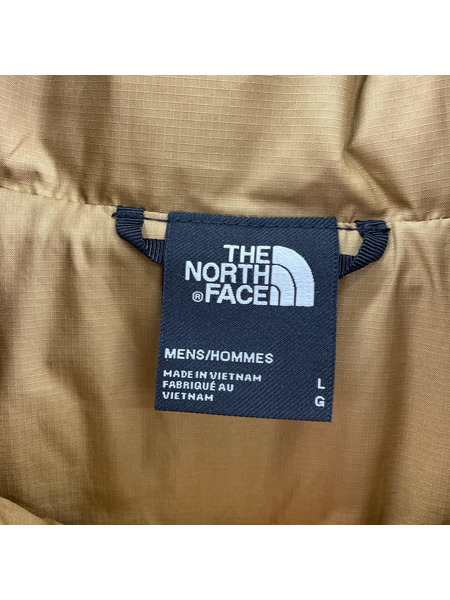 THE
NORTH
® FACE
MENS/HOMMES
MADE IN VIETNAM
FABRIQUÉ AU
VIETNAM
L
G